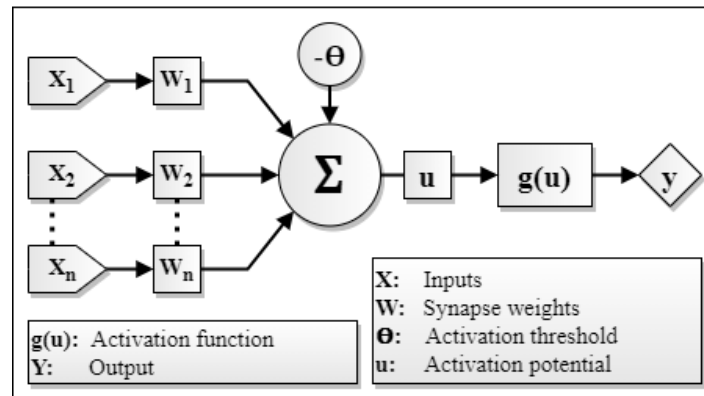 -Θ
X1 W1
X2 W2
Σ u g(u) y
Xn Wn
X: Inputs
W: Synapse weights
Θ: Activation threshold
u: Activation potential
g(u): Activation function
Y: Output